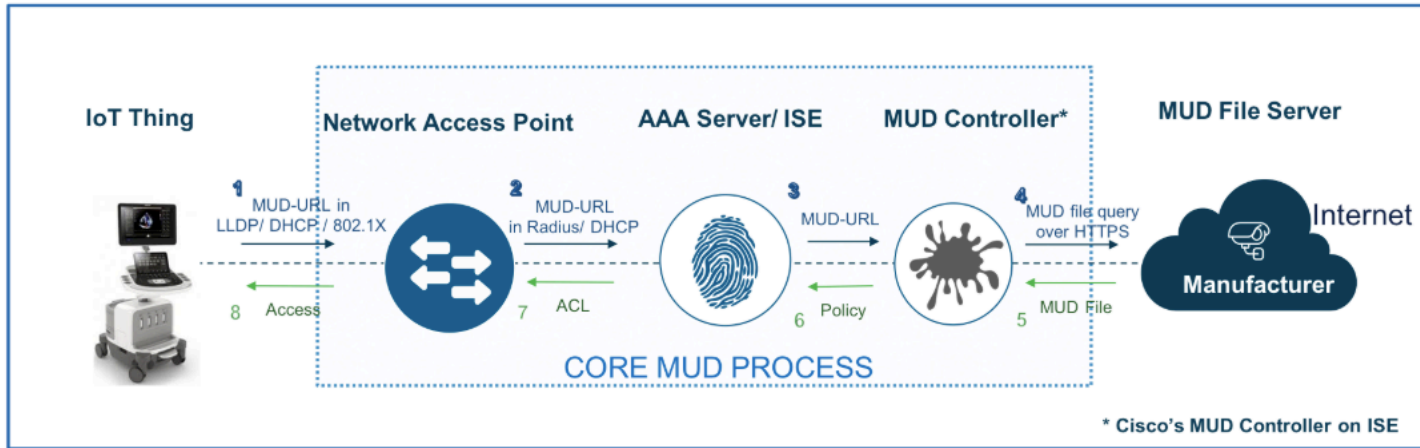 IoT Thing
Network Access Point
AAA Server/ ISE
MUD Controller*
MUD File Server
1
MUD-URL in
LLDP/ DHCP / 802.1X
2
MUD-URL
in Radius/ DHCP
3
MUD-URL
4
MUD file query
over HTTPS
Internet
Manufacturer
8 Access
7 ACL
6 Policy
5 MUD File
CORE MUD PROCESS
* Cisco's MUD Controller on ISE